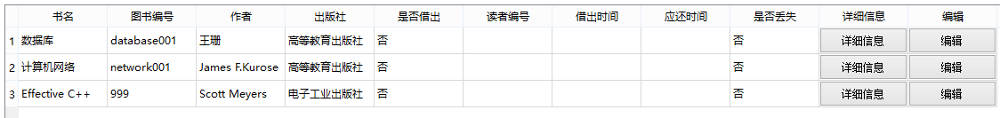 书名 图书编号 作者 出版社 是否借出 读者编号 借出时间 应还时间 是否丢失 详细信息 编辑
1 数据库 database001 王珊 高等教育出版社 否 否 详细信息 编辑
2 计算机网络 network001 James F.Kurose 高等教育出版社 否 否 详细信息 编辑
3 Effective C++ 999 Scott Meyers 电子工业出版社 否 否 详细信息 编辑